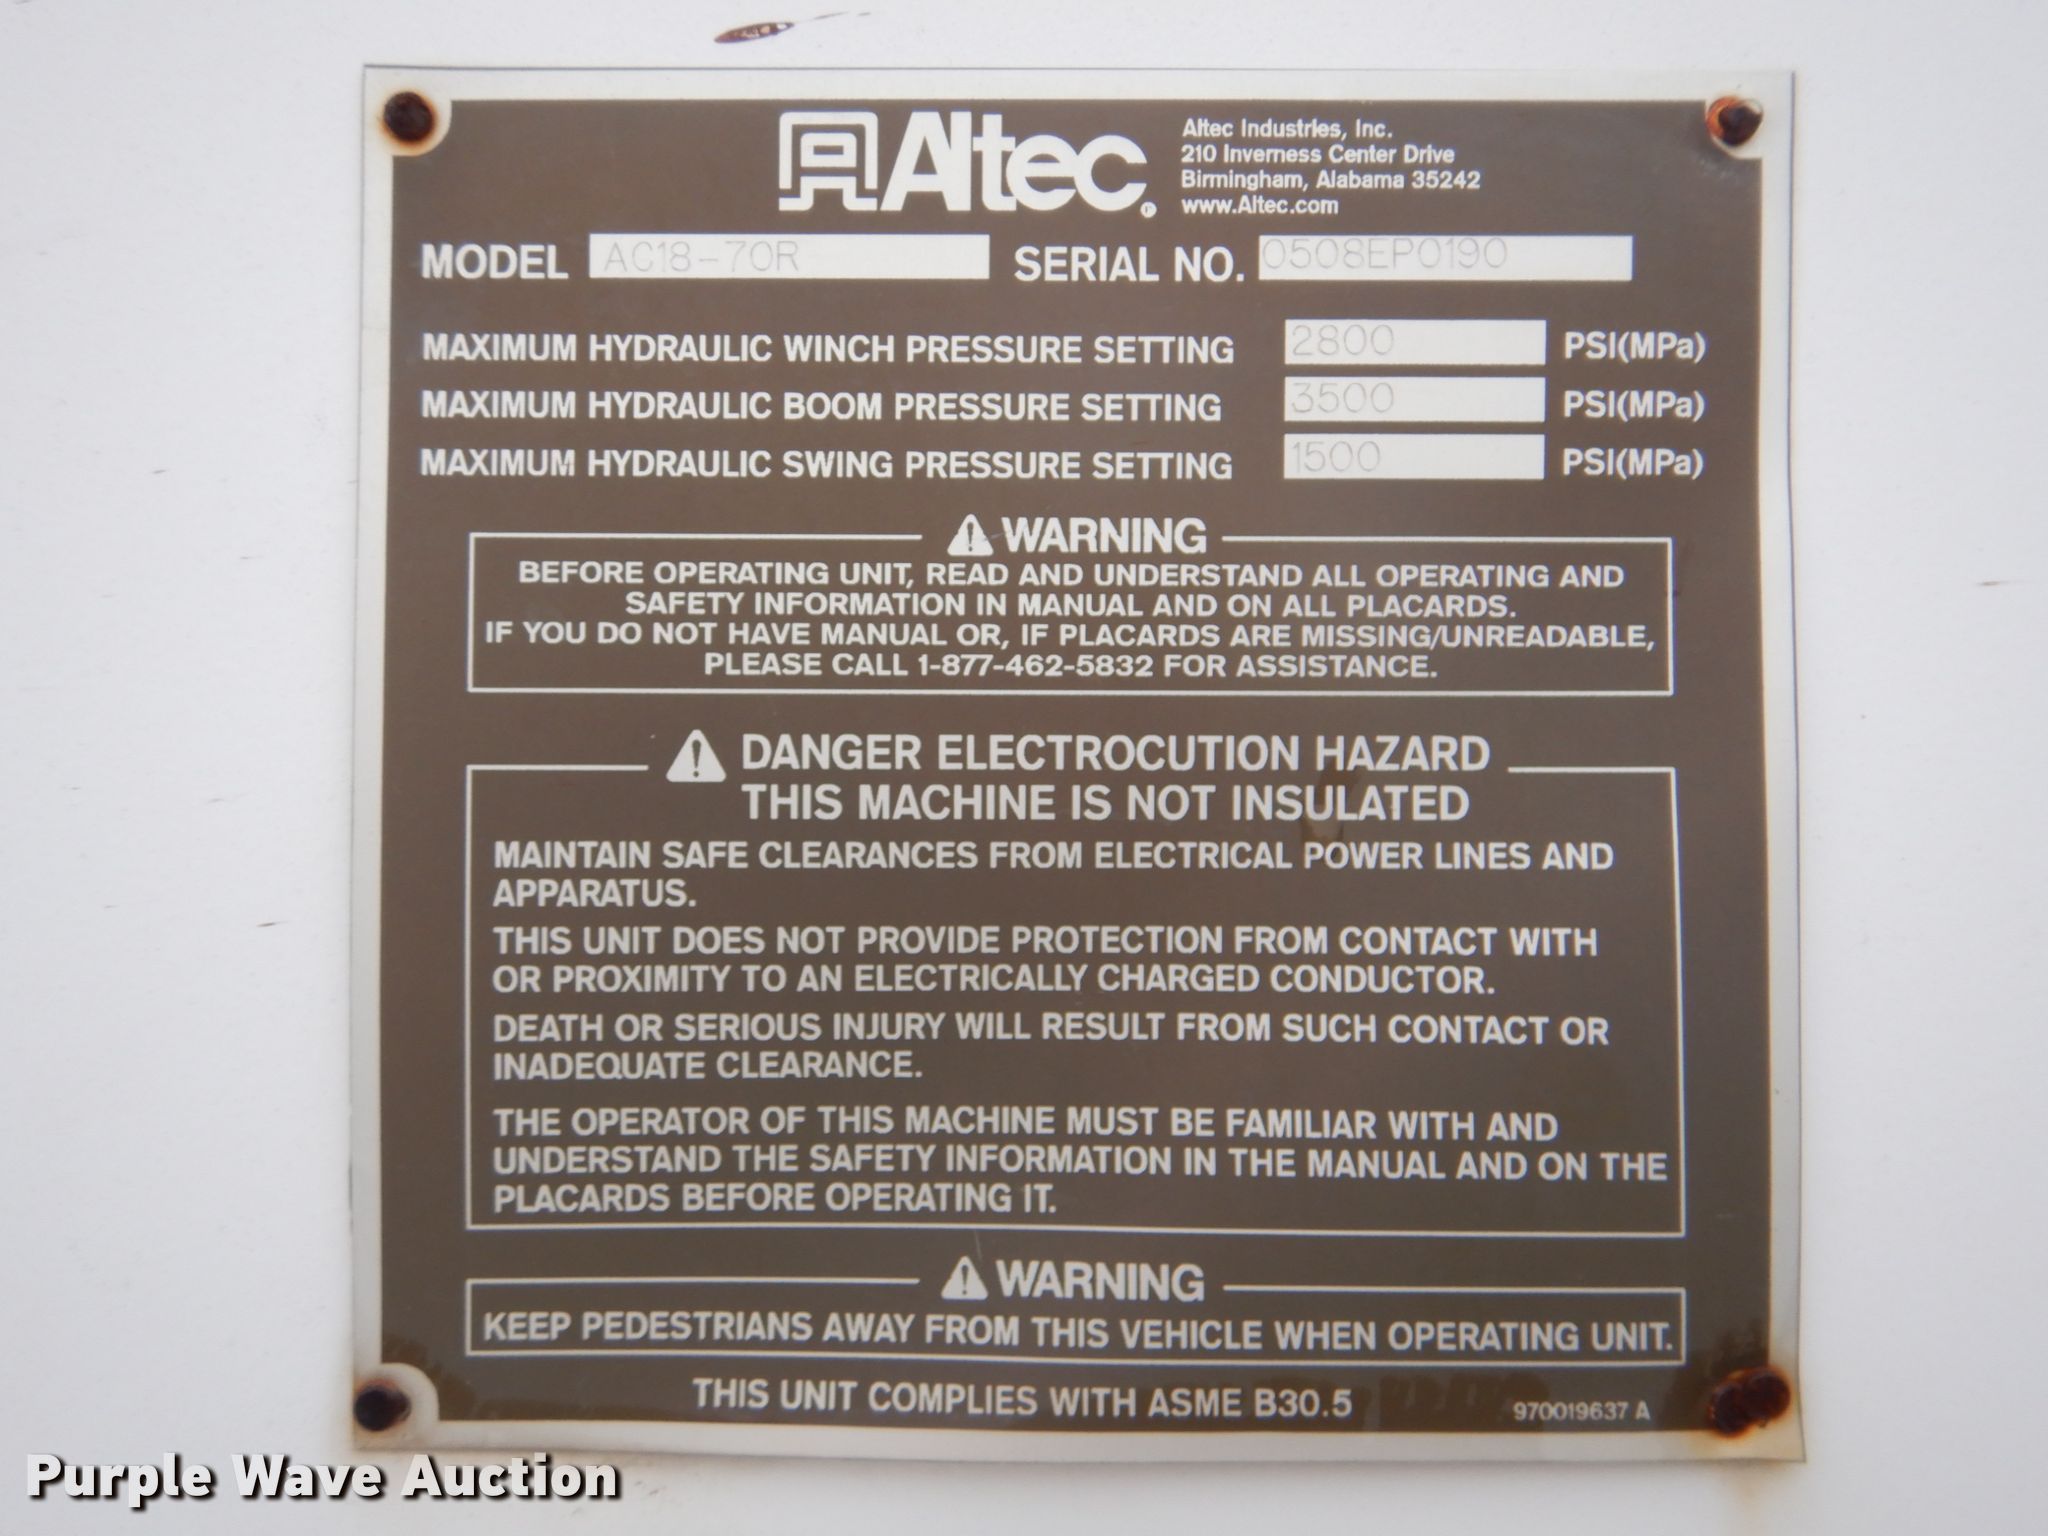 Altec®
Altec Industries, Inc.
210 Inverness Center Drive
Birmingham, Alabama 35242
www.Altec.com
MODEL AC18-70R SERIAL NO. 0508EP0190
MAXIMUM HYDRAULIC WINCH PRESSURE SETTING 2800 PSI(MPa)
MAXIMUM HYDRAULIC BOOM PRESSURE SETTING 3500 PSI(MPa)
MAXIMUM HYDRAULIC SWING PRESSURE SETTING 1500 PSI(MPa)
WARNING
BEFORE OPERATING UNIT, READ AND UNDERSTAND ALL OPERATING AND
SAFETY INFORMATION IN MANUAL AND ON ALL PLACARDS.
IF YOU DO NOT HAVE MANUAL OR, IF PLACARDS ARE MISSING/UNREADABLE,
PLEASE CALL 1-877-462-5832 FOR ASSISTANCE.
DANGER ELECTROCUTION HAZARD
THIS MACHINE IS NOT INSULATED
MAINTAIN SAFE CLEARANCES FROM ELECTRICAL POWER LINES AND
APPARATUS.
THIS UNIT DOES NOT PROVIDE PROTECTION FROM CONTACT WITH
OR PROXIMITY TO AN ELECTRICALLY CHARGED CONDUCTOR.
DEATH OR SERIOUS INJURY WILL RESULT FROM SUCH CONTACT OR
INADEQUATE CLEARANCE.
THE OPERATOR OF THIS MACHINE MUST BE FAMILIAR WITH AND
UNDERSTAND THE SAFETY INFORMATION IN THE MANUAL AND ON THE
PLACARDS BEFORE OPERATING IT.
WARNING
KEEP PEDESTRIANS AWAY FROM THIS VEHICLE WHEN OPERATING UNIT.
THIS UNIT COMPLIES WITH ASME B30.5
970019637 A
Purple Wave Auction